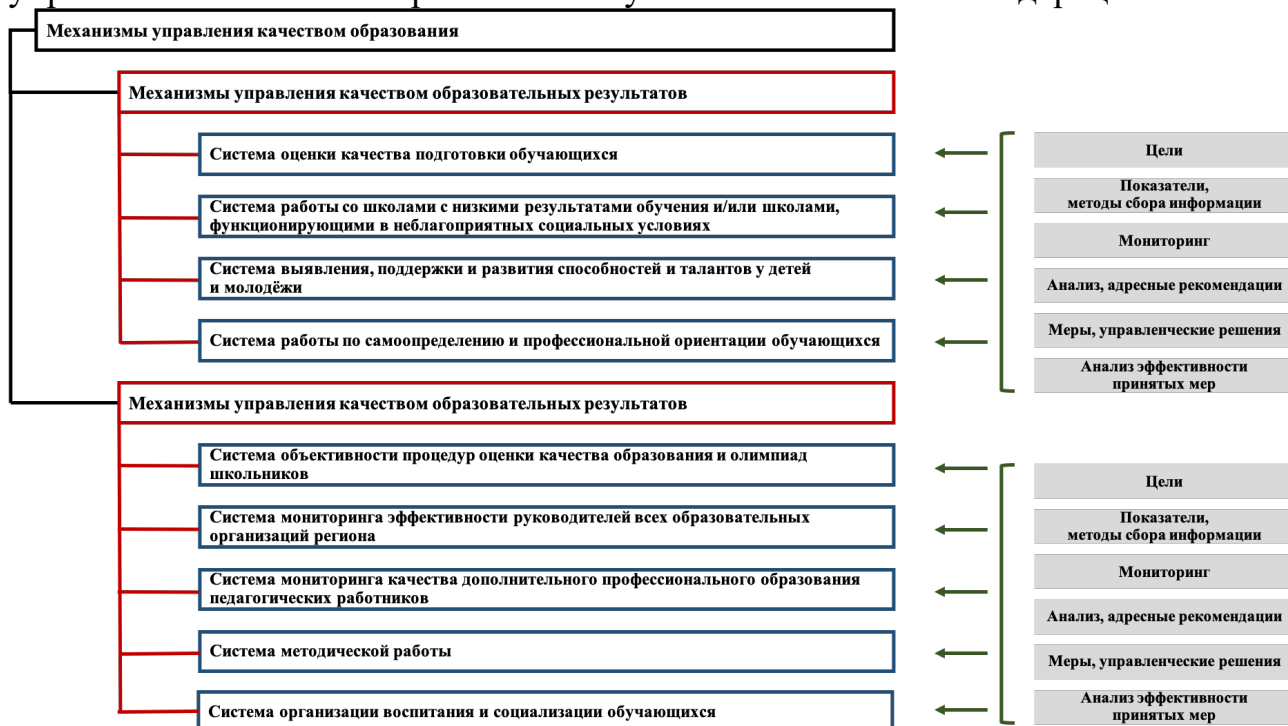 Механизмы управления качеством образования
Механизмы управления качеством образовательных результатов
Система оценки качества подготовки обучающихся
Система работы со школами с низкими результатами обучения и/или школами,
функционирующими в неблагоприятных социальных условиях
Система выявления, поддержки и развития способностей и талантов у детей
и молодёжи
Система работы по самоопределению и профессиональной ориентации обучающихся
Цели
Показатели,
методы сбора информации
Мониторинг
Анализ, адресные рекомендации
Меры, управленческие решения
Анализ эффективности
принятых мер
Механизмы управления качеством образовательных результатов
Система объективности процедур оценки качества образования и олимпиад
школьников
Система мониторинга эффективности руководителей всех образовательных
организаций региона
Система мониторинга качества дополнительного профессионального образования
педагогических работников
Система методической работы
Система организации воспитания и социализации обучающихся
Цели
Показатели,
методы сбора информации
Мониторинг
Анализ, адресные рекомендации
Меры, управленческие решения
Анализ эффективности
принятых мер